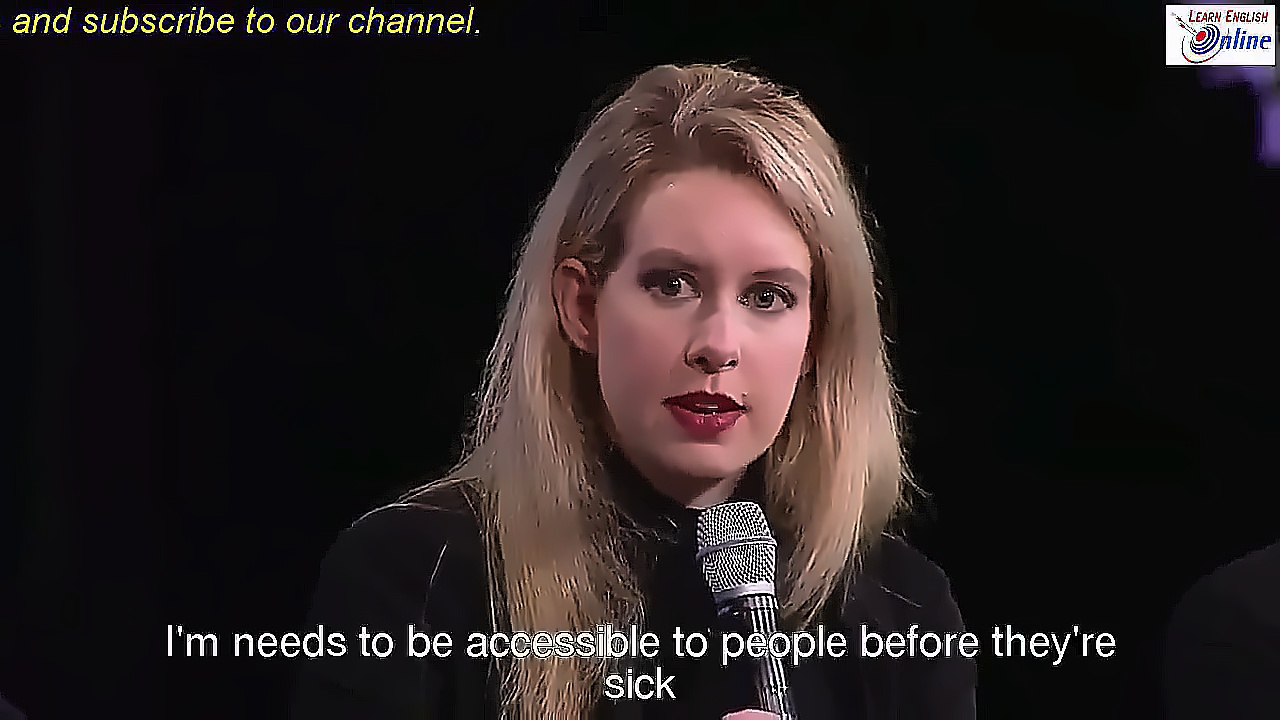 and subscribe to our channel.
LEARN ENGLISH
Online
I'm needs to be accessible to people before they're
sick